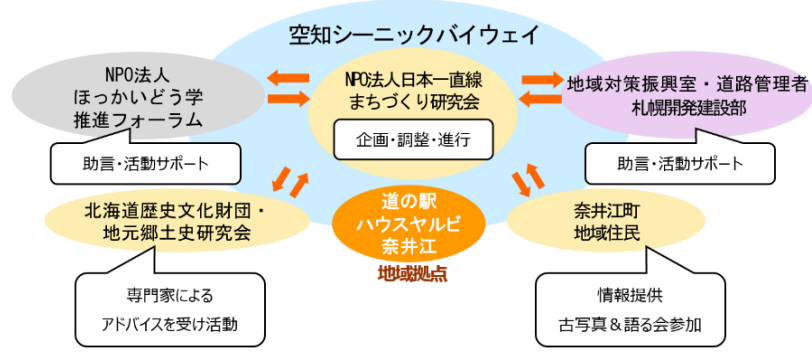 空知シーニックバイウェイ
NPO法人
ほっかいどう学
推進フォーラム
助言・活動サポート
NPO法人日本一直線
まちづくり研究会
企画・調整・進行
地域対策振興室・道路管理者
札幌開発建設部
助言・活動サポート
北海道歴史文化財団・
地元郷土史研究会
専門家による
アドバイスを受け活動
道の駅
ハウスヤルビ
奈井江
地域拠点
奈井江町
地域住民
情報提供
古写真＆語る会参加